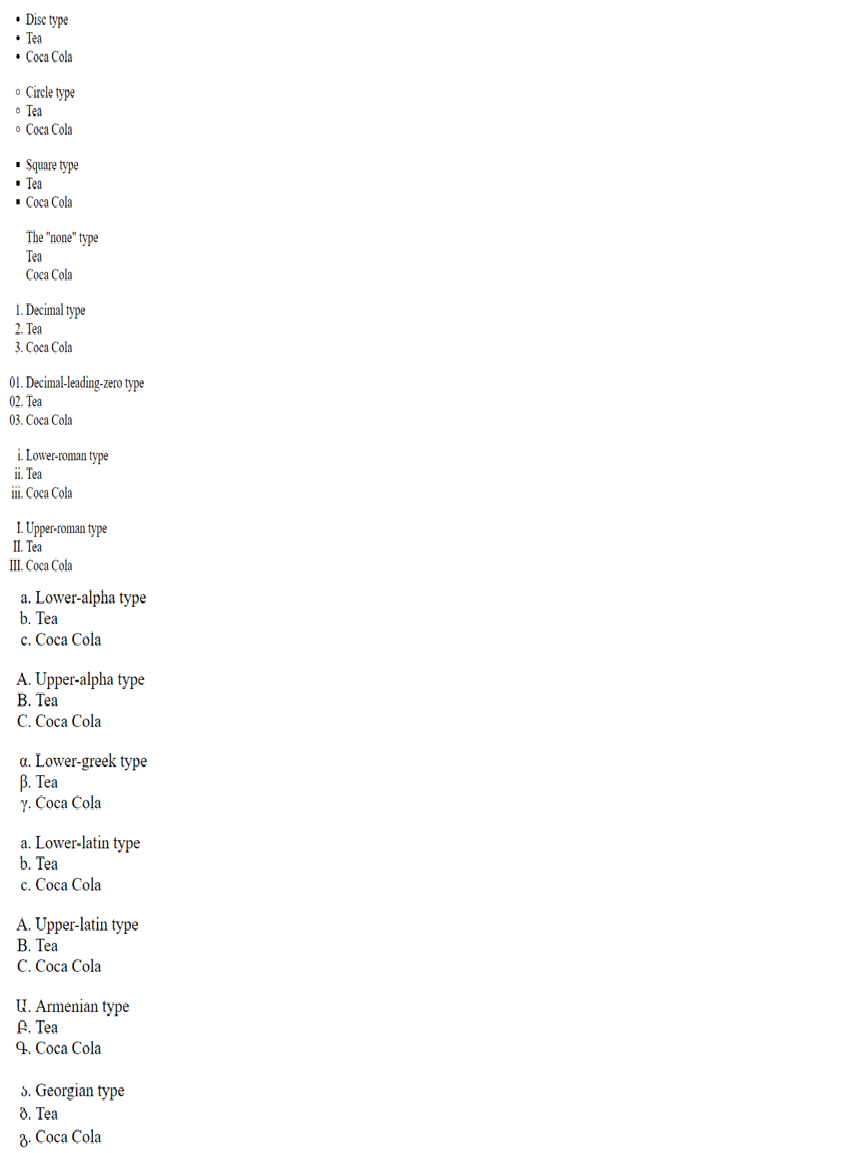 • Disc type
• Tea
• Coca Cola
○ Circle type
○ Tea
○ Coca Cola
▪ Square type
▪ Tea
▪ Coca Cola
The "none" type
Tea
Coca Cola
1. Decimal type
2. Tea
3. Coca Cola
01. Decimal-leading-zero type
02. Tea
03. Coca Cola
i. Lower-roman type
ii. Tea
iii. Coca Cola
I. Upper-roman type
II. Tea
III. Coca Cola
a. Lower-alpha type
b. Tea
c. Coca Cola
A. Upper-alpha type
B. Tea
C. Coca Cola
α. Lower-greek type
β. Tea
γ. Coca Cola
a. Lower-latin type
b. Tea
c. Coca Cola
A. Upper-latin type
B. Tea
C. Coca Cola
Ա. Armenian type
Բ. Tea
Գ. Coca Cola
ა. Georgian type
ბ. Tea
გ. Coca Cola